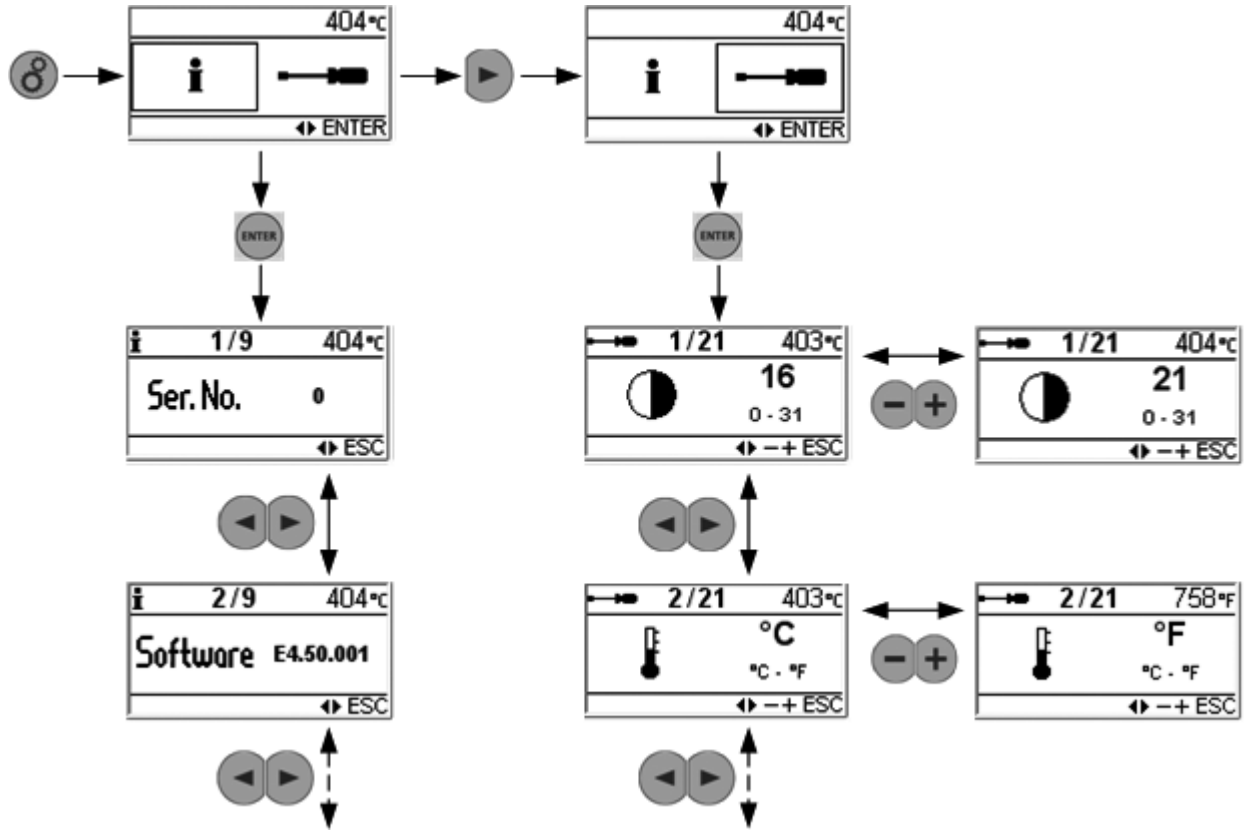 404°C
i
◂▸ ENTER
404°C
i
◂▸ ENTER
ENTER
ENTER
i 1/9 404°C
Ser. No. 0
◂▸ ESC
1/21 403°C
16
0 - 31
◂▸ −+ ESC
− +
1/21 404°C
21
0 - 31
◂▸ −+ ESC
i 2/9 404°C
Software E4.50.001
◂▸ ESC
2/21 403°C
°C
°C - °F
◂▸ −+ ESC
− +
2/21 758°F
°F
°C - °F
◂▸ −+ ESC